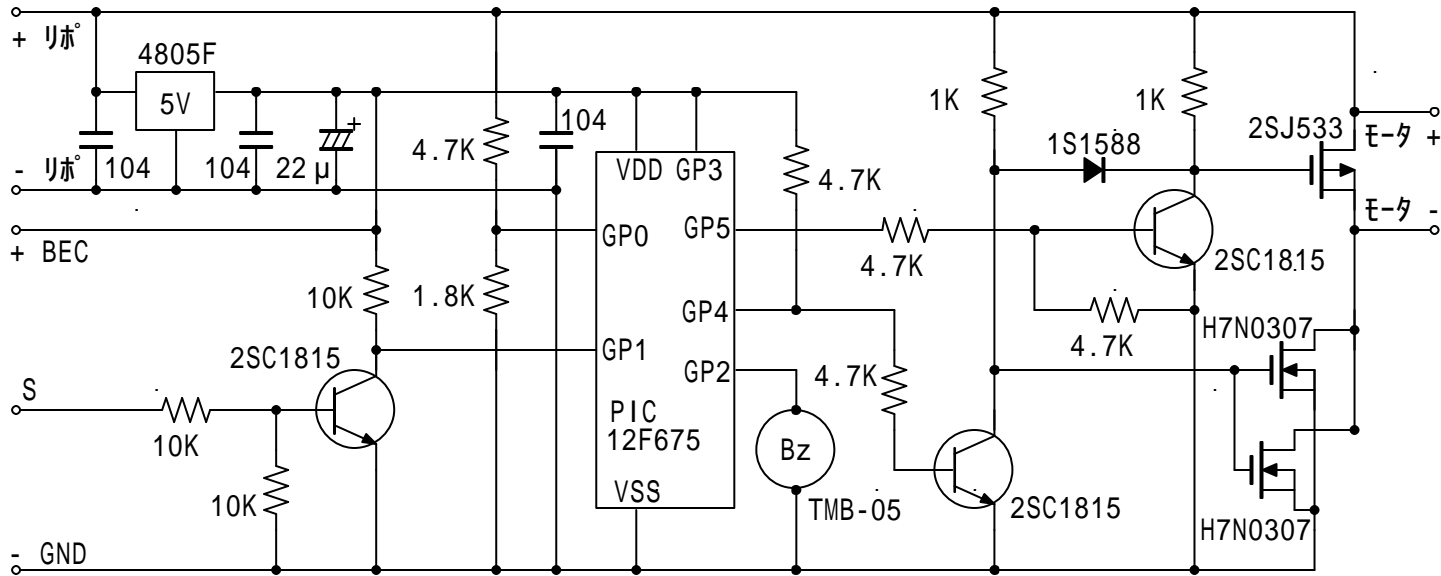 + ﾘﾎﾟ
4805F
5V
104
104
22 μ
- ﾘﾎﾟ
+ BEC
10K
4.7K
1.8K
104
VDD
GP3
GP0
GP5
GP4
GP1
GP2
PIC
12F675
VSS
4.7K
4.7K
4.7K
1K
1K
1S1588
2SJ533
ﾓｰﾀ +
ﾓｰﾀ -
2SC1815
4.7K
H7N0307
H7N0307
2SC1815
Bz
TMB-05
2SC1815
S
10K
10K
- GND